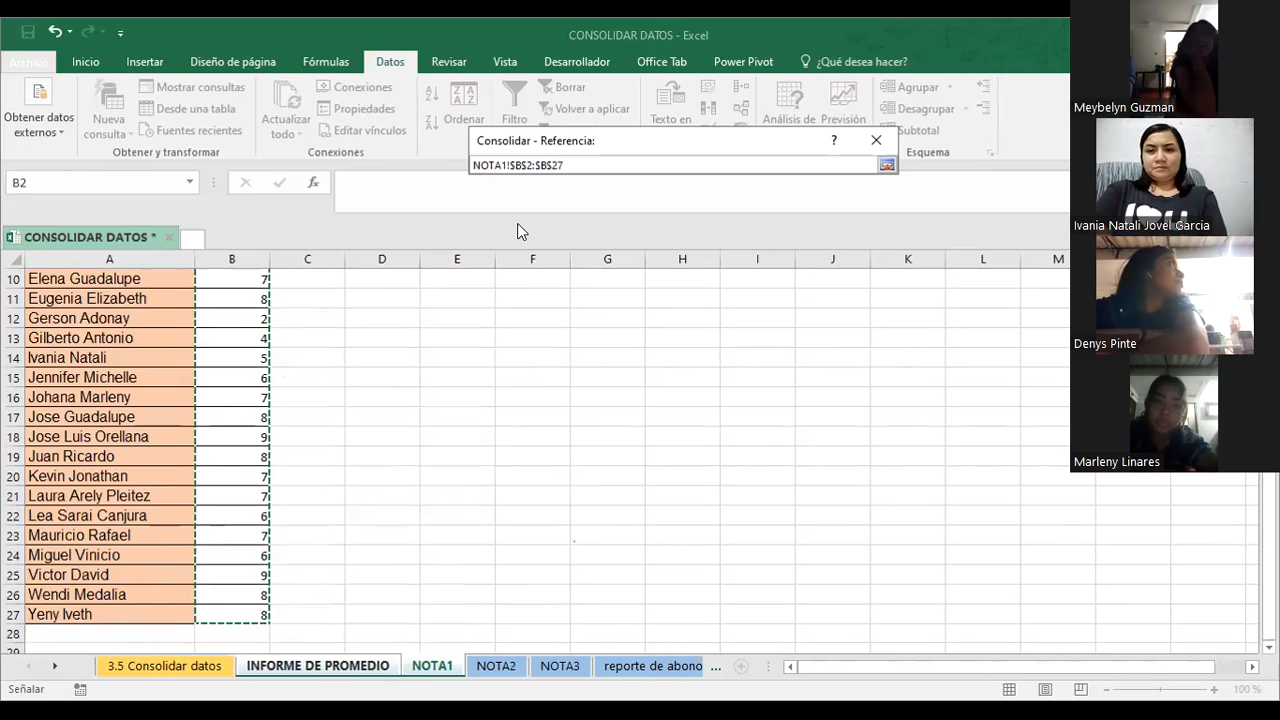 CONSOLIDAR DATOS - Excel
Archivo Inicio Insertar Diseño de página Fórmulas Datos Revisar Vista Desarrollador Office Tab Power Pivot ¿Qué desea hacer?
Obtener datos externos
Nueva consulta
Mostrar consultas
Desde una tabla
Fuentes recientes
Obtener y transformar
Actualizar todo
Conexiones
Propiedades
Editar vínculos
Conexiones
Ordenar
Filtro
Borrar
Volver a aplicar
Texto en
Análisis de
Previsión
Agrupar
Desagrupar
Subtotal
Esquema
Consolidar - Referencia: ?
NOTA1!$B$2:$B$27
B2 fx
CONSOLIDAR DATOS *
A B C D E F G H I J K L M
10 Elena Guadalupe 7
11 Eugenia Elizabeth 8
12 Gerson Adonay 2
13 Gilberto Antonio 4
14 Ivania Natali 5
15 Jennifer Michelle 6
16 Johana Marleny 7
17 Jose Guadalupe 8
18 Jose Luis Orellana 9
19 Juan Ricardo 8
20 Kevin Jonathan 7
21 Laura Arely Pleitez 7
22 Lea Sarai Canjura 6
23 Mauricio Rafael 7
24 Miguel Vinicio 6
25 Victor David 9
26 Wendi Medalia 8
27 Yeny Iveth 8
28
29
... 3.5 Consolidar datos INFORME DE PROMEDIO NOTA1 NOTA2 NOTA3 reporte de abono ...
Señalar 100 %
Meybelyn Guzman
Ivania Natali Jovel Garcia
Denys Pinte
Marleny Linares